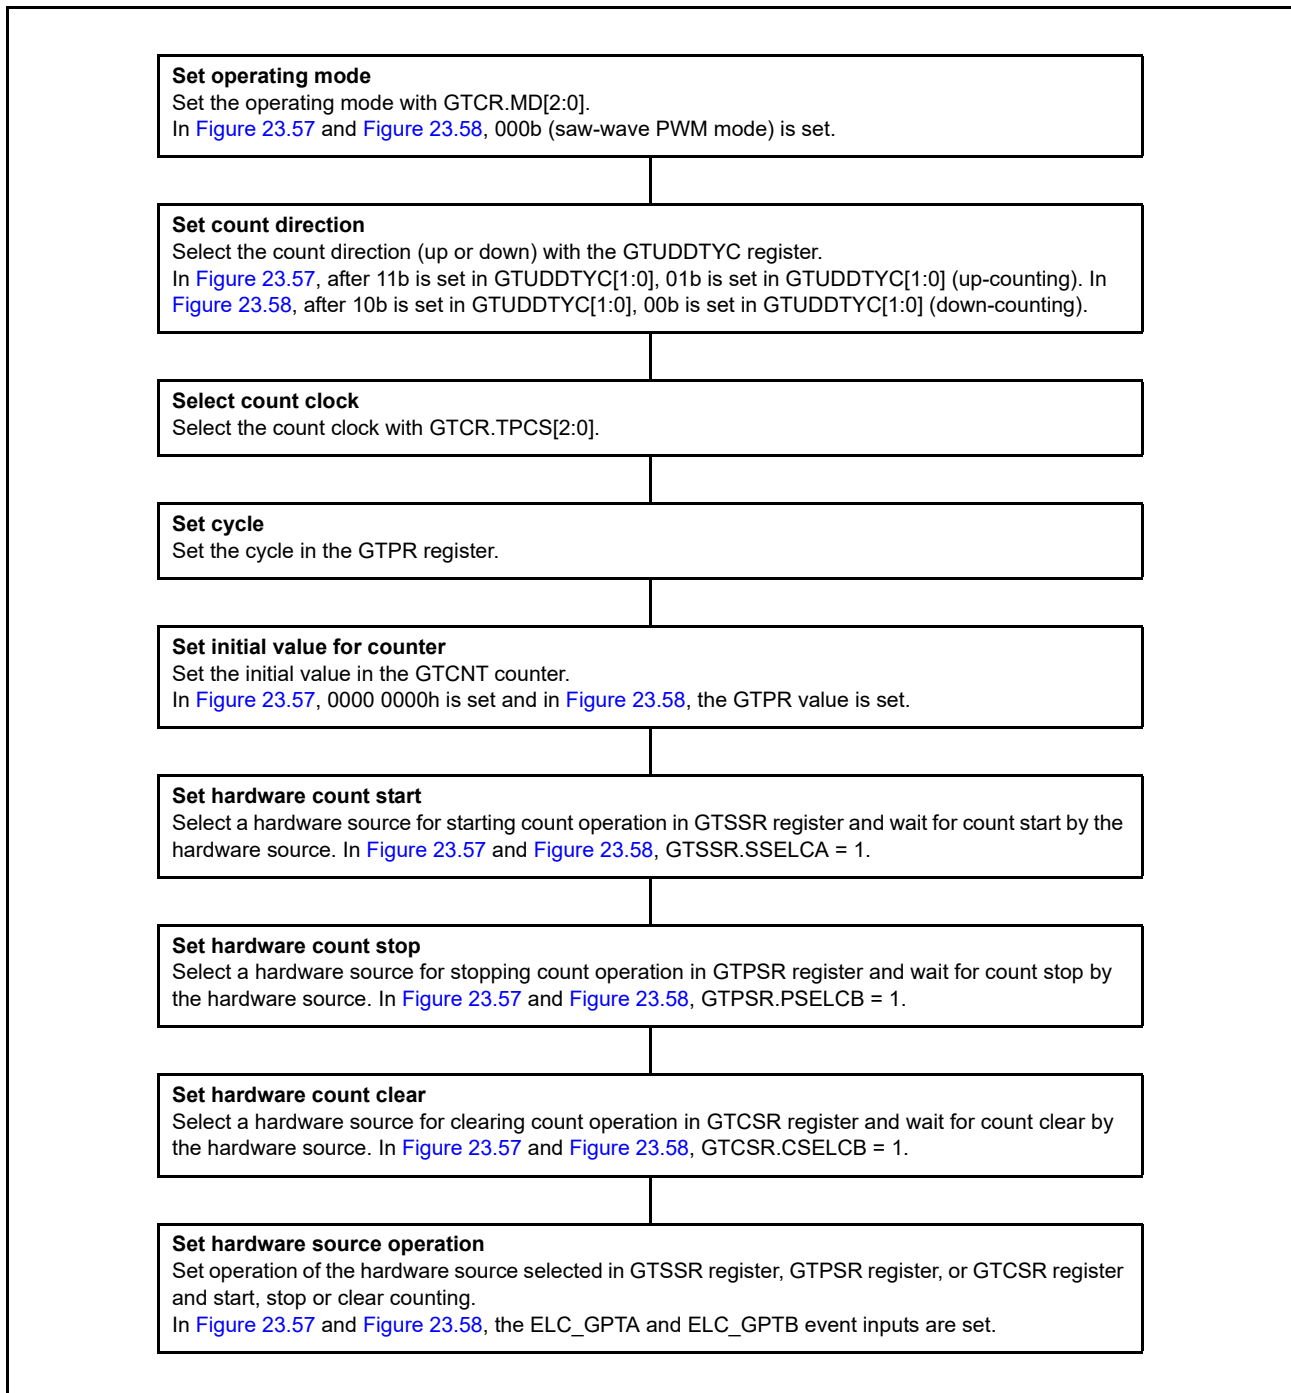 Set operating mode
Set the operating mode with GTCR.MD[2:0].
In Figure 23.57 and Figure 23.58, 000b (saw-wave PWM mode) is set.
Set count direction
Select the count direction (up or down) with the GTUDDTYC register.
In Figure 23.57, after 11b is set in GTUDDTYC[1:0], 01b is set in GTUDDTYC[1:0] (up-counting). In
Figure 23.58, after 10b is set in GTUDDTYC[1:0], 00b is set in GTUDDTYC[1:0] (down-counting).
Select count clock
Select the count clock with GTCR.TPCS[2:0].
Set cycle
Set the cycle in the GTPR register.
Set initial value for counter
Set the initial value in the GTCNT counter.
In Figure 23.57, 0000 0000h is set and in Figure 23.58, the GTPR value is set.
Set hardware count start
Select a hardware source for starting count operation in GTSSR register and wait for count start by the
hardware source. In Figure 23.57 and Figure 23.58, GTSSR.SSELCA = 1.
Set hardware count stop
Select a hardware source for stopping count operation in GTPSR register and wait for count stop by
the hardware source. In Figure 23.57 and Figure 23.58, GTPSR.PSELCB = 1.
Set hardware count clear
Select a hardware source for clearing count operation in GTCSR register and wait for count clear by
the hardware source. In Figure 23.57 and Figure 23.58, GTCSR.CSELCB = 1.
Set hardware source operation
Set operation of the hardware source selected in GTSSR register, GTPSR register, or GTCSR register
and start, stop or clear counting.
In Figure 23.57 and Figure 23.58, the ELC_GPTA and ELC_GPTB event inputs are set.